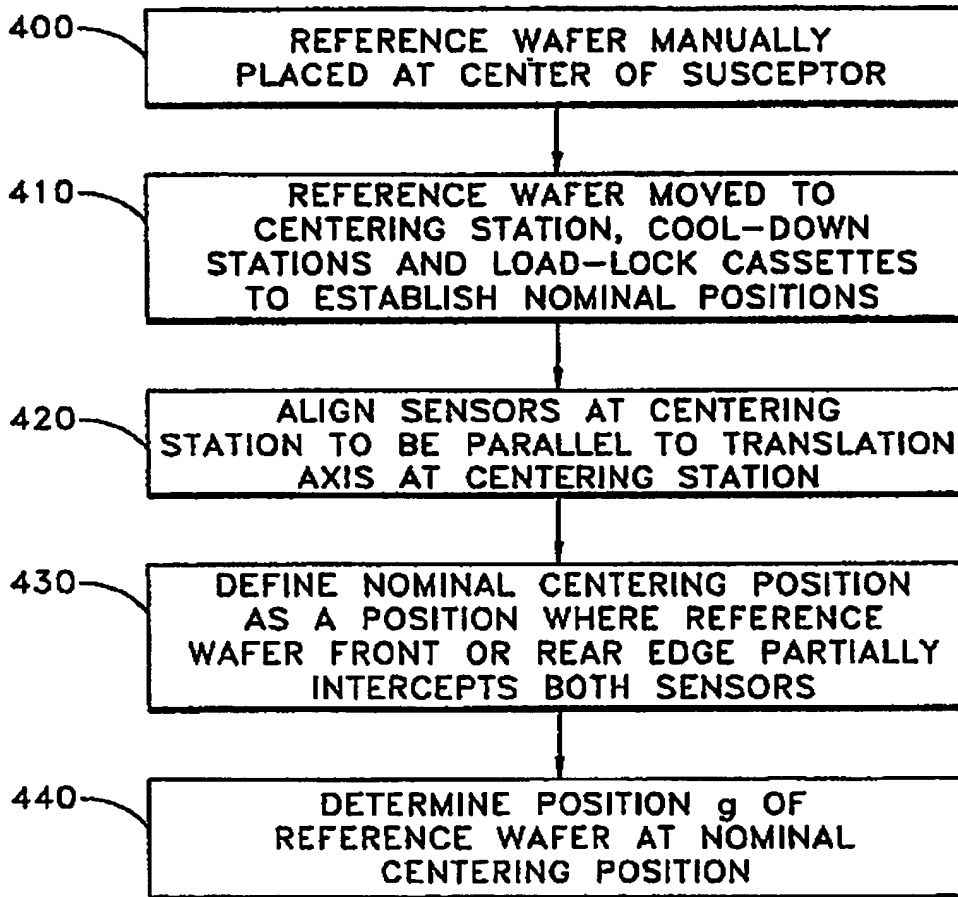 400
REFERENCE WAFER MANUALLY
PLACED AT CENTER OF SUSCEPTOR
410
REFERENCE WAFER MOVED TO
CENTERING STATION, COOL-DOWN
STATIONS AND LOAD-LOCK CASSETTES
TO ESTABLISH NOMINAL POSITIONS
420
ALIGN SENSORS AT CENTERING
STATION TO BE PARALLEL TO TRANSLATION
AXIS AT CENTERING STATION
430
DEFINE NOMINAL CENTERING POSITION
AS A POSITION WHERE REFERENCE
WAFER FRONT OR REAR EDGE PARTIALLY
INTERCEPTS BOTH SENSORS
440
DETERMINE POSITION g OF
REFERENCE WAFER AT NOMINAL
CENTERING POSITION